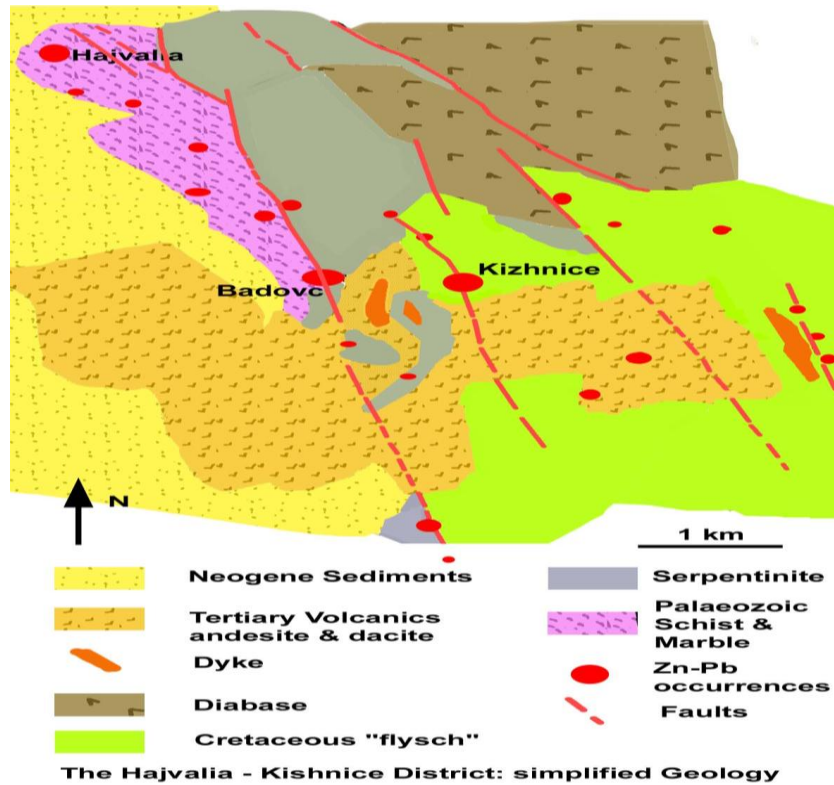 Hajvalia
Kizhnice
Badovc
N
1 km
Neogene Sediments
Tertiary Volcanics
andesite & dacite
Dyke
Diabase
Cretaceous "flysch"
Serpentinite
Palaeozoic
Schist &
Marble
Zn-Pb
occurrences
Faults
The Hajvalia - Kishnice District: simplified Geology